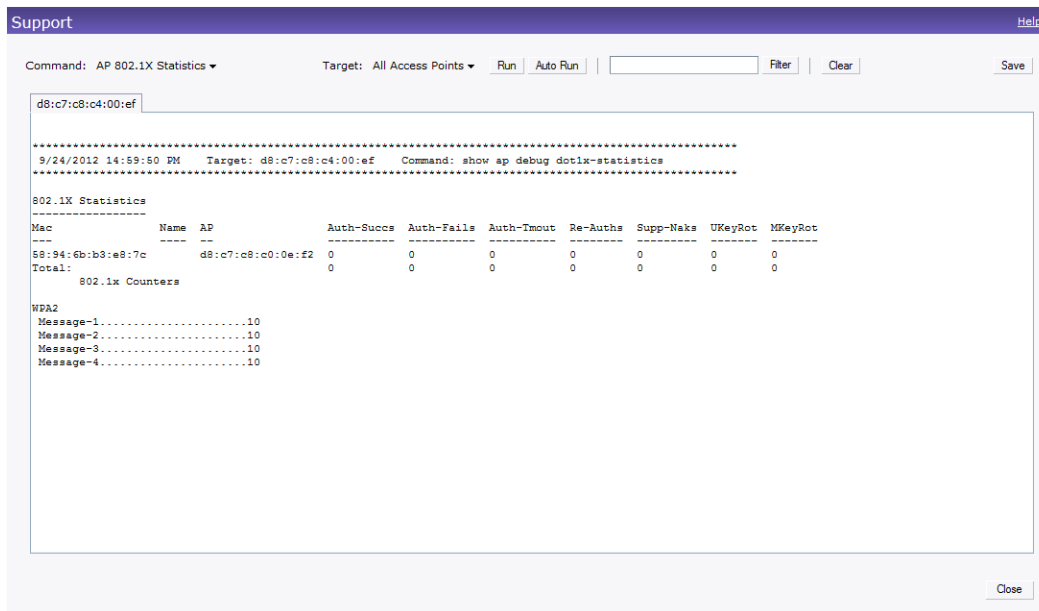 Support Help
Command: AP 802.1X Statistics Target: All Access Points Run Auto Run Filter Clear Save
d8:c7:c8:c4:00:ef
*********************************************************************************************************
9/24/2012 14:59:50 PM Target: d8:c7:c8:c4:00:ef Command: show ap debug dot1x-statistics
*********************************************************************************************************
802.1X Statistics
-----------------
Mac Name AP Auth-Succs Auth-Fails Auth-Tmout Re-Auths Supp-Naks UKeyRot MKeyRot
--- ---- -- ---------- ---------- ---------- -------- --------- ------- -------
58:94:6b:b3:e8:7c d8:c7:c8:c0:0e:f2 0 0 0 0 0 0 0
Total: 0 0 0 0 0 0 0
802.1x Counters
WPA2
Message-1......................10
Message-2......................10
Message-3......................10
Message-4......................10
Close